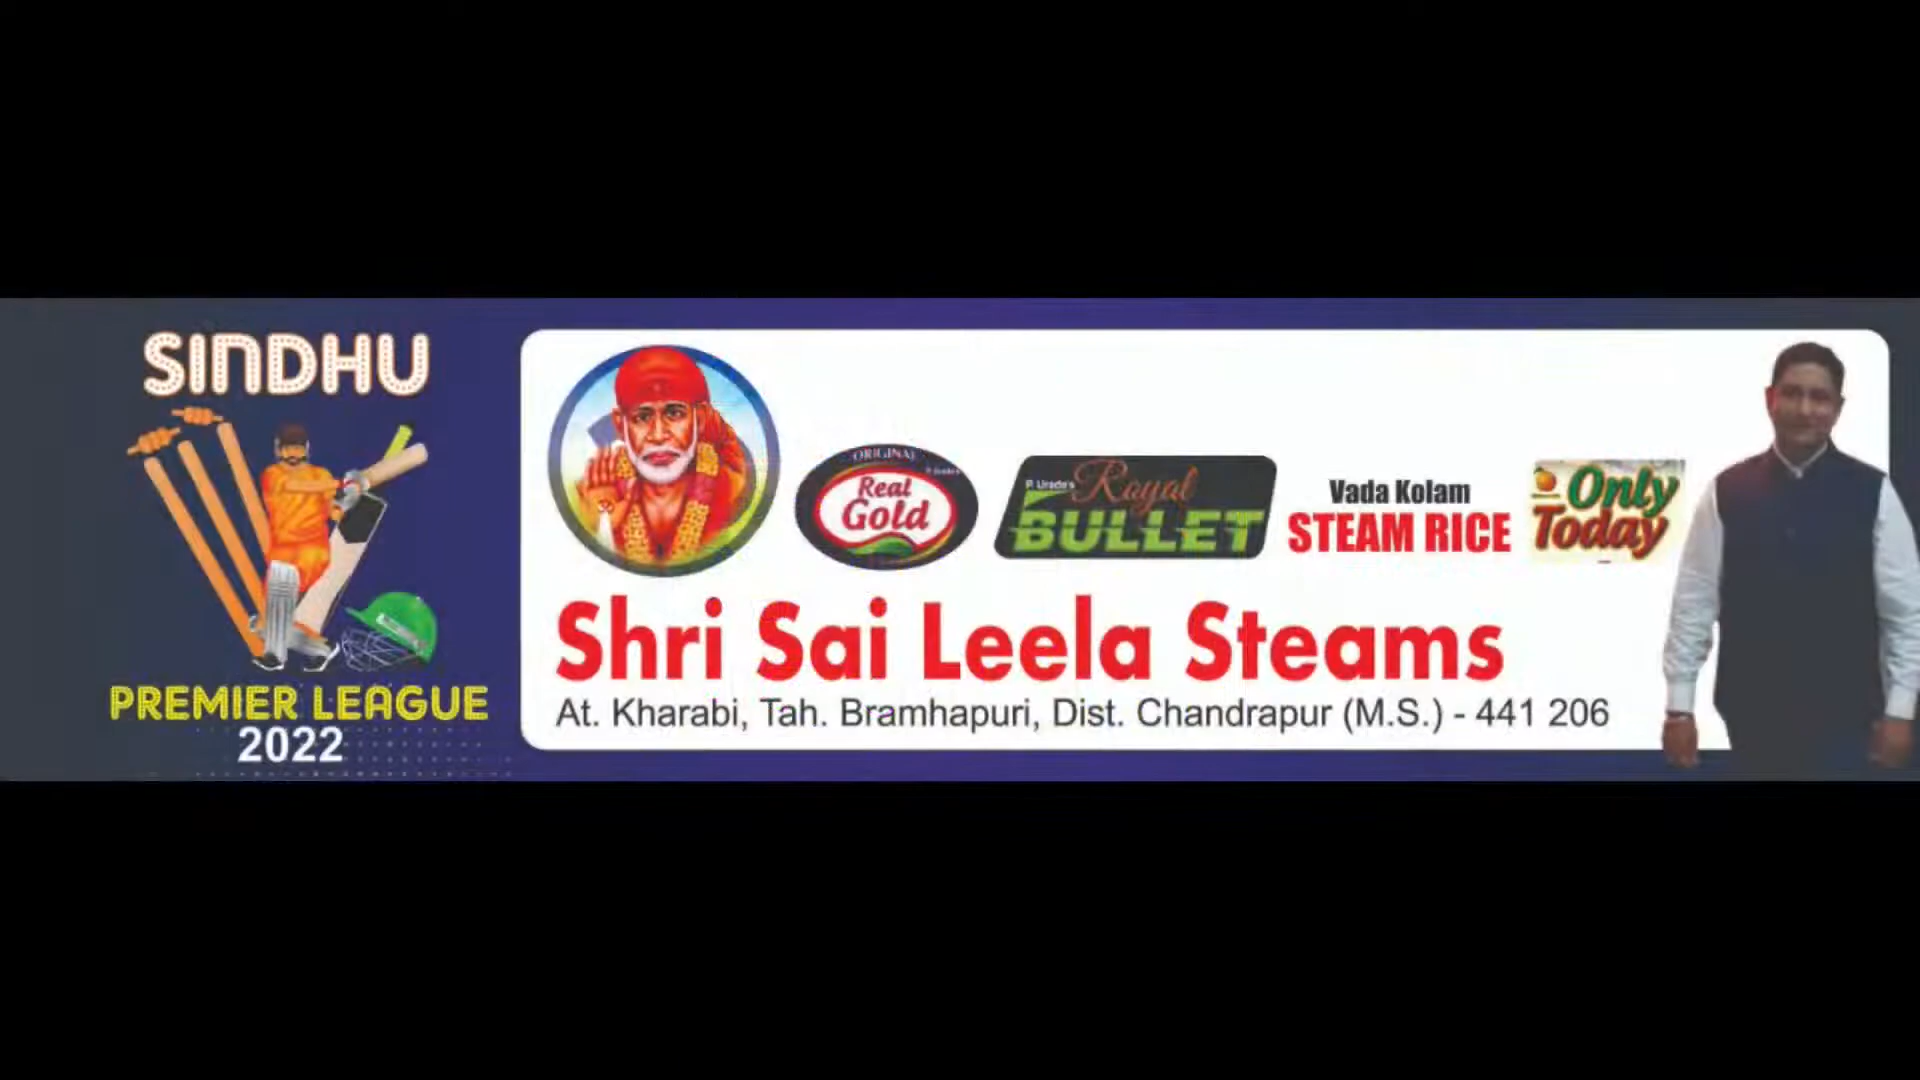 SINDHU
PREMIER LEAGUE
2022
ORIGINAL
Real
Gold
P. Urade's
Royal
BULLET
Vada Kolam
STEAM RICE
Only
Today
Shri Sai Leela Steams
At. Kharabi, Tah. Bramhapuri, Dist. Chandrapur (M.S.) - 441 206